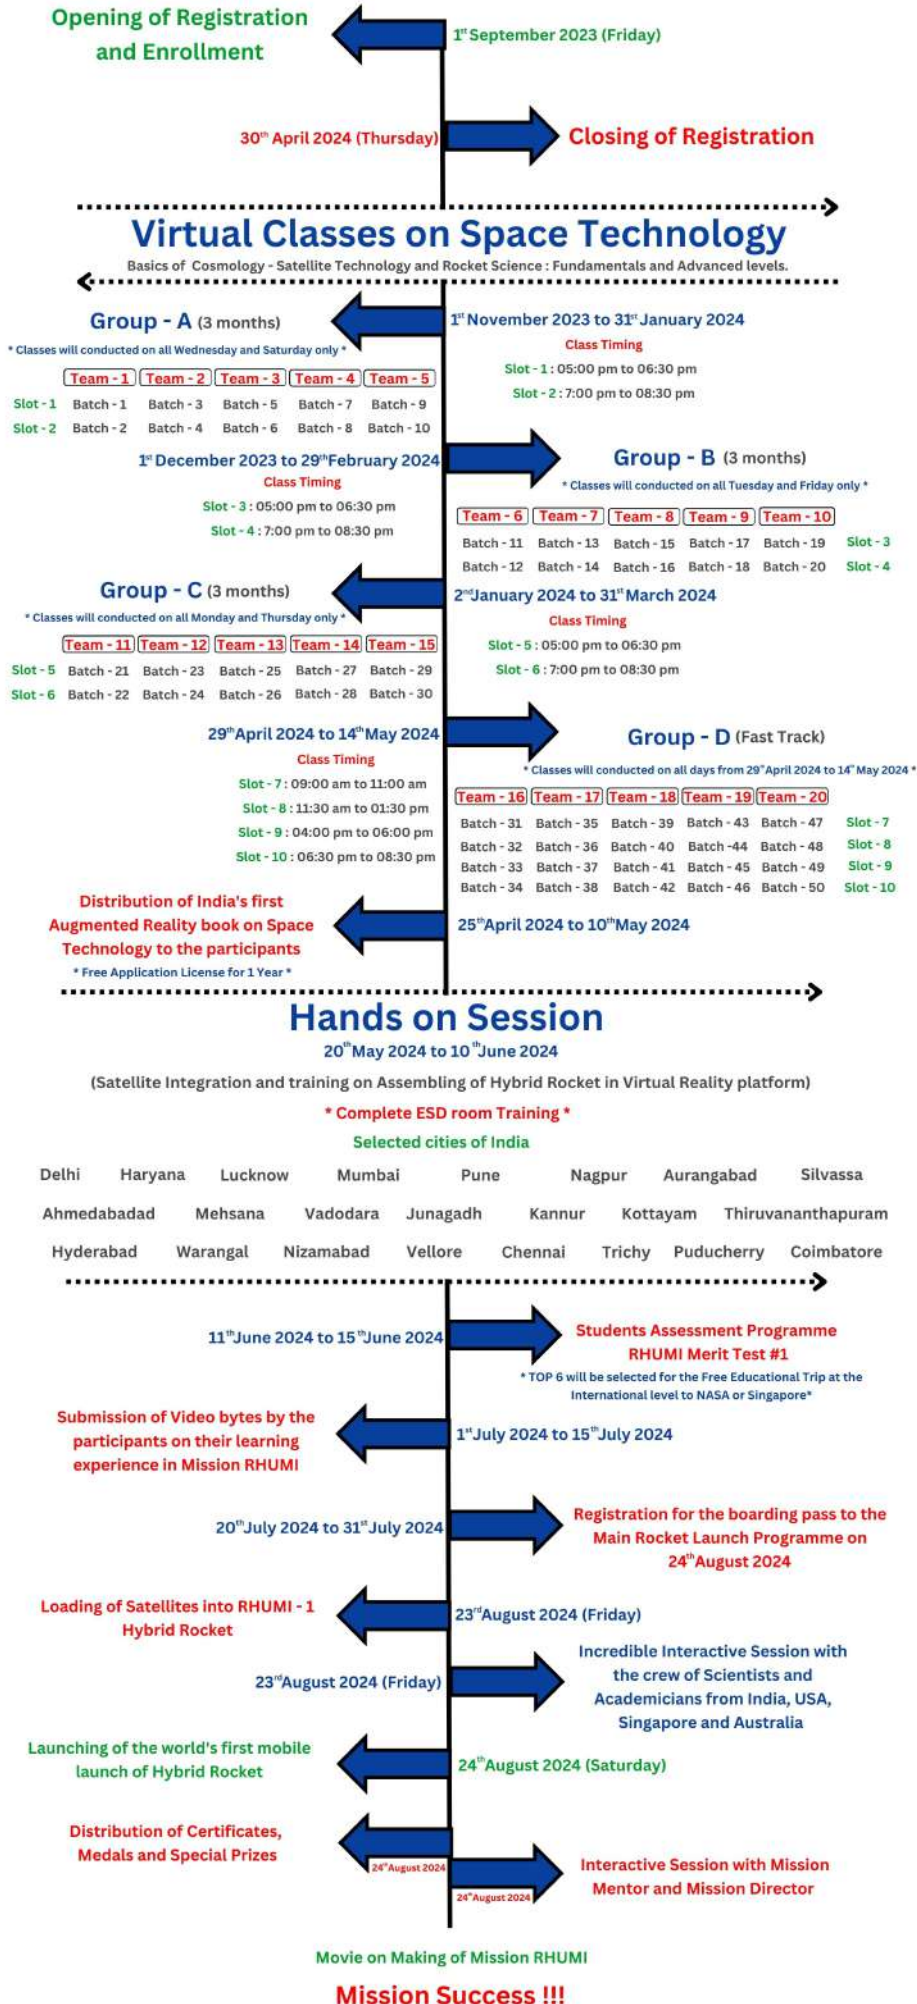 Opening of Registration
and Enrollment
1st September 2023 (Friday)
30th April 2024 (Thursday)
Closing of Registration
Virtual Classes on Space Technology
Basics of Cosmology - Satellite Technology and Rocket Science : Fundamentals and Advanced levels.
Group - A (3 months)
* Classes will conducted on all Wednesday and Saturday only *
Team - 1 Team - 2 Team - 3 Team - 4 Team - 5
Slot - 1 Batch - 1 Batch - 3 Batch - 5 Batch - 7 Batch - 9
Slot - 2 Batch - 2 Batch - 4 Batch - 6 Batch - 8 Batch - 10
1st November 2023 to 31st January 2024
Class Timing
Slot - 1 : 05:00 pm to 06:30 pm
Slot - 2 : 7:00 pm to 08:30 pm
1st December 2023 to 29th February 2024
Class Timing
Slot - 3 : 05:00 pm to 06:30 pm
Slot - 4 : 7:00 pm to 08:30 pm
Group - B (3 months)
* Classes will conducted on all Tuesday and Friday only *
Team - 6 Team - 7 Team - 8 Team - 9 Team - 10
Batch - 11 Batch - 13 Batch - 15 Batch - 17 Batch - 19 Slot - 3
Batch - 12 Batch - 14 Batch - 16 Batch - 18 Batch - 20 Slot - 4
Group - C (3 months)
* Classes will conducted on all Monday and Thursday only *
Team - 11 Team - 12 Team - 13 Team - 14 Team - 15
Slot - 5 Batch - 21 Batch - 23 Batch - 25 Batch - 27 Batch - 29
Slot - 6 Batch - 22 Batch - 24 Batch - 26 Batch - 28 Batch - 30
2nd January 2024 to 31st March 2024
Class Timing
Slot - 5 : 05:00 pm to 06:30 pm
Slot - 6 : 7:00 pm to 08:30 pm
29th April 2024 to 14th May 2024
Class Timing
Slot - 7 : 09:00 am to 11:00 am
Slot - 8 : 11:30 am to 01:30 pm
Slot - 9 : 04:00 pm to 06:00 pm
Slot - 10 : 06:30 pm to 08:30 pm
Group - D (Fast Track)
* Classes will conducted on all days from 29th April 2024 to 14th May 2024 *
Team - 16 Team - 17 Team - 18 Team - 19 Team - 20
Batch - 31 Batch - 35 Batch - 39 Batch - 43 Batch - 47 Slot - 7
Batch - 32 Batch - 36 Batch - 40 Batch -44 Batch - 48 Slot - 8
Batch - 33 Batch - 37 Batch - 41 Batch - 45 Batch - 49 Slot - 9
Batch - 34 Batch - 38 Batch - 42 Batch - 46 Batch - 50 Slot - 10
Distribution of India's first
Augmented Reality book on Space
Technology to the participants
* Free Application License for 1 Year *
25th April 2024 to 10th May 2024
Hands on Session
20th May 2024 to 10 th June 2024
(Satellite Integration and training on Assembling of Hybrid Rocket in Virtual Reality platform)
* Complete ESD room Training *
Selected cities of India
Delhi Haryana Lucknow Mumbai Pune Nagpur Aurangabad Silvassa
Ahmedabadad Mehsana Vadodara Junagadh Kannur Kottayam Thiruvananthapuram
Hyderabad Warangal Nizamabad Vellore Chennai Trichy Puducherry Coimbatore
11th June 2024 to 15th June 2024
Students Assessment Programme
RHUMI Merit Test #1
* TOP 6 will be selected for the Free Educational Trip at the
International level to NASA or Singapore*
Submission of Video bytes by the
participants on their learning
experience in Mission RHUMI
1st July 2024 to 15th July 2024
20th July 2024 to 31st July 2024
Registration for the boarding pass to the
Main Rocket Launch Programme on
24th August 2024
Loading of Satellites into RHUMI - 1
Hybrid Rocket
23rd August 2024 (Friday)
23rd August 2024 (Friday)
Incredible Interactive Session with
the crew of Scientists and
Academicians from India, USA,
Singapore and Australia
Launching of the world's first mobile
launch of Hybrid Rocket
24th August 2024 (Saturday)
Distribution of Certificates,
Medals and Special Prizes
24th August 2024
24th August 2024
Interactive Session with Mission
Mentor and Mission Director
Movie on Making of Mission RHUMI
Mission Success !!!